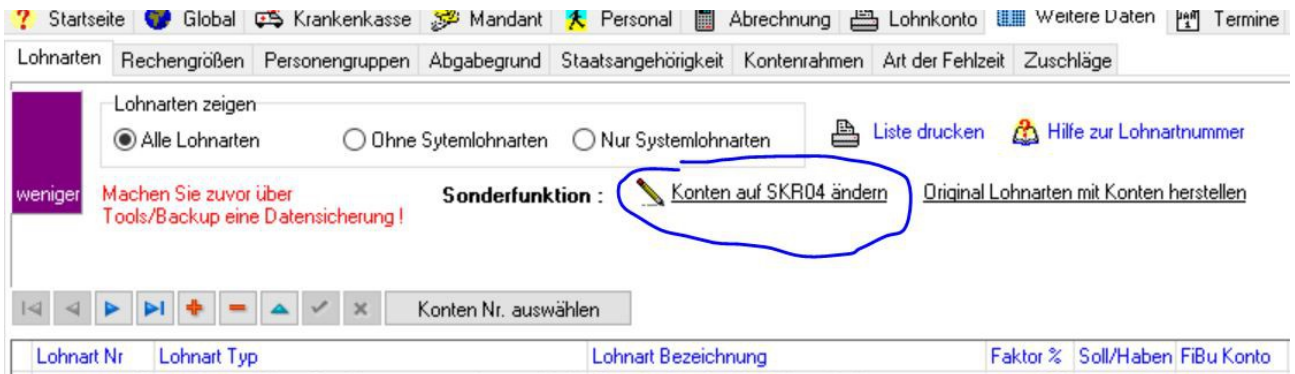 ? Startseite Global Krankenkasse Mandant Personal Abrechnung Lohnkonto Weitere Daten Termine
Lohnarten Rechengrößen Personengruppen Abgabegrund Staatsangehörigkeit Kontenrahmen Art der Fehlzeit Zuschläge
Lohnarten zeigen
Alle Lohnarten Ohne Sytemlohnarten Nur Systemlohnarten Liste drucken Hilfe zur Lohnartnummer
weniger Machen Sie zuvor über Sonderfunktion : Konten auf SKR04 ändern Original Lohnarten mit Konten herstellen
Tools/Backup eine Datensicherung !
Konten Nr. auswählen
Lohnart Nr Lohnart Typ Lohnart Bezeichnung Faktor % Soll/Haben FiBu Konto